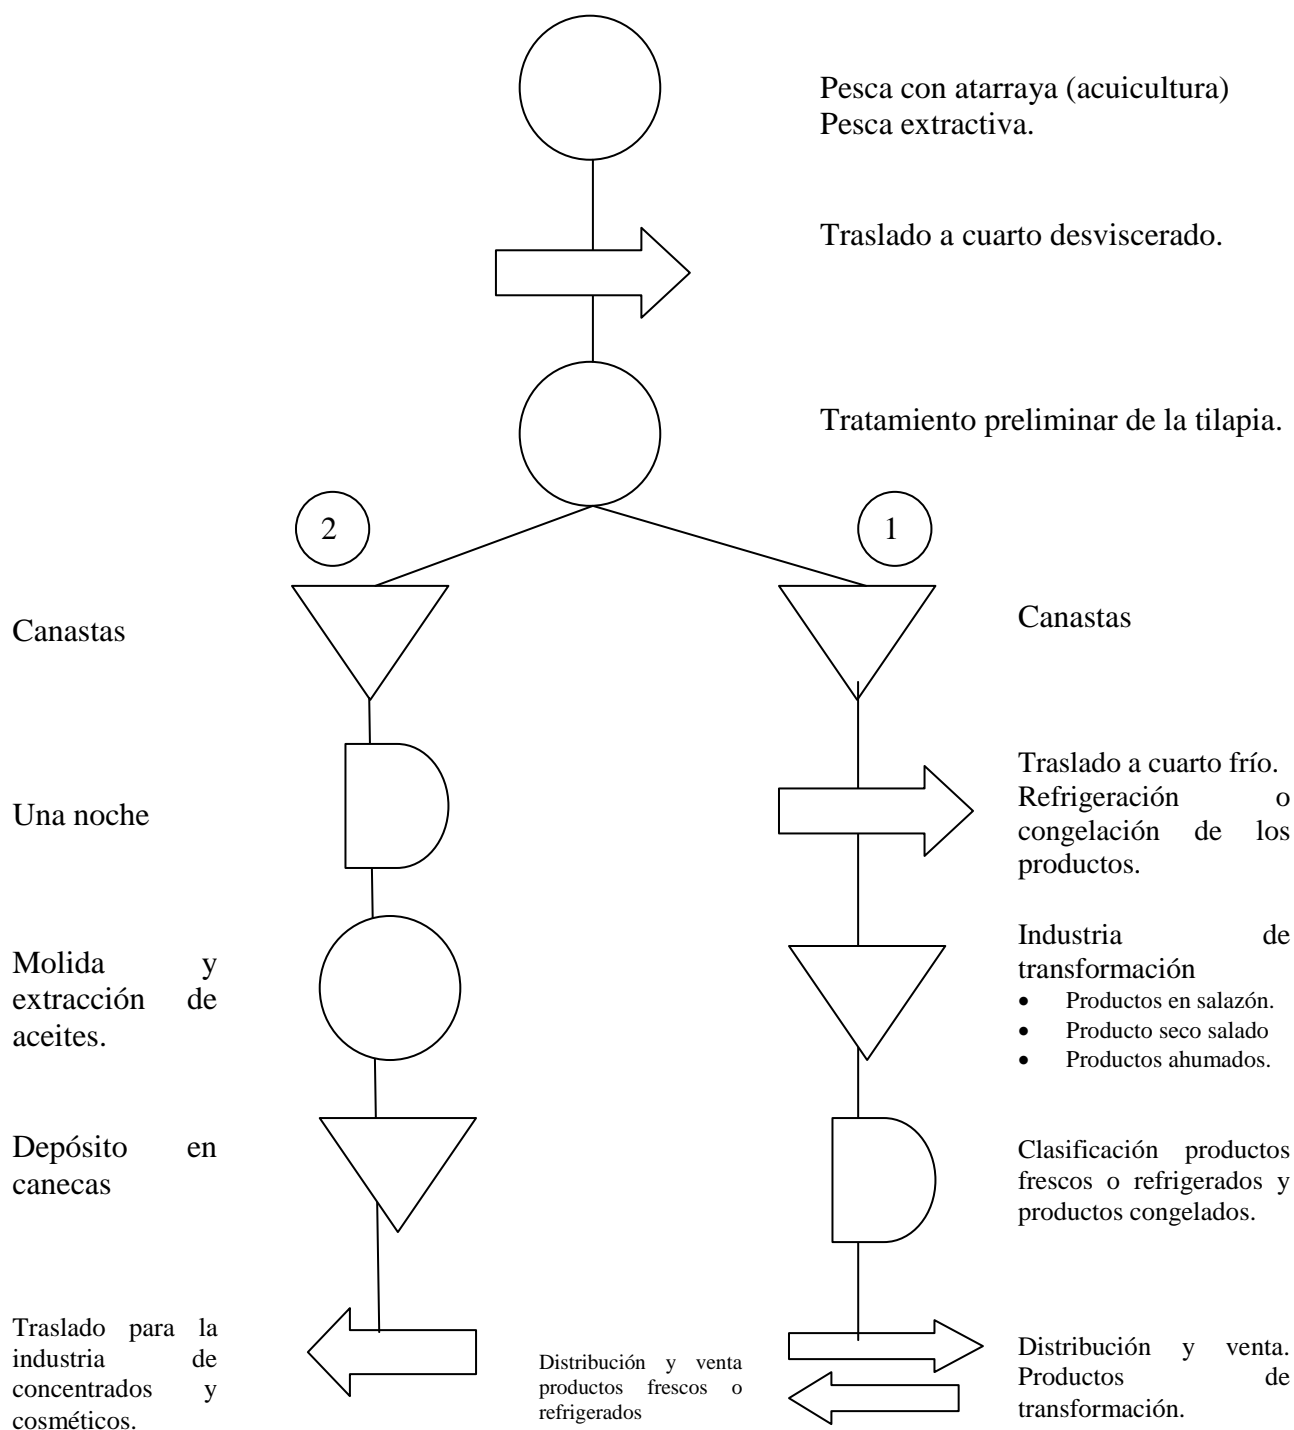 Pesca con atarraya (acuicultura)
Pesca extractiva.
Traslado a cuarto desviscerado.
Tratamiento preliminar de la tilapia.
2
1
Canastas
Canastas
Una noche
Traslado a cuarto frío.
Refrigeración o
congelación de los
productos.
Molida y
extracción de
aceites.
Industria de
transformación
• Productos en salazón.
• Producto seco salado
• Productos ahumados.
Depósito en
canecas
Clasificación productos
frescos o refrigerados y
productos congelados.
Traslado para la
industria de
concentrados y
cosméticos.
Distribución y venta
productos frescos o
refrigerados
Distribución y venta.
Productos de
transformación.